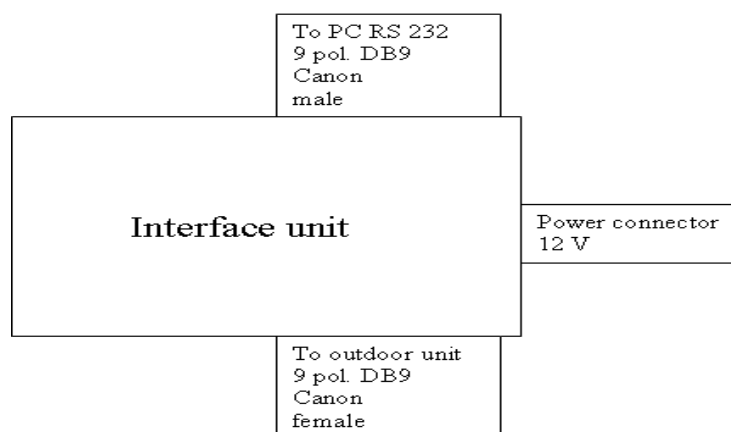 To PC RS 232
9 pol. DB9
Canon
male
Interface unit
Power connector
12 V
To outdoor unit
9 pol. DB9
Canon
female